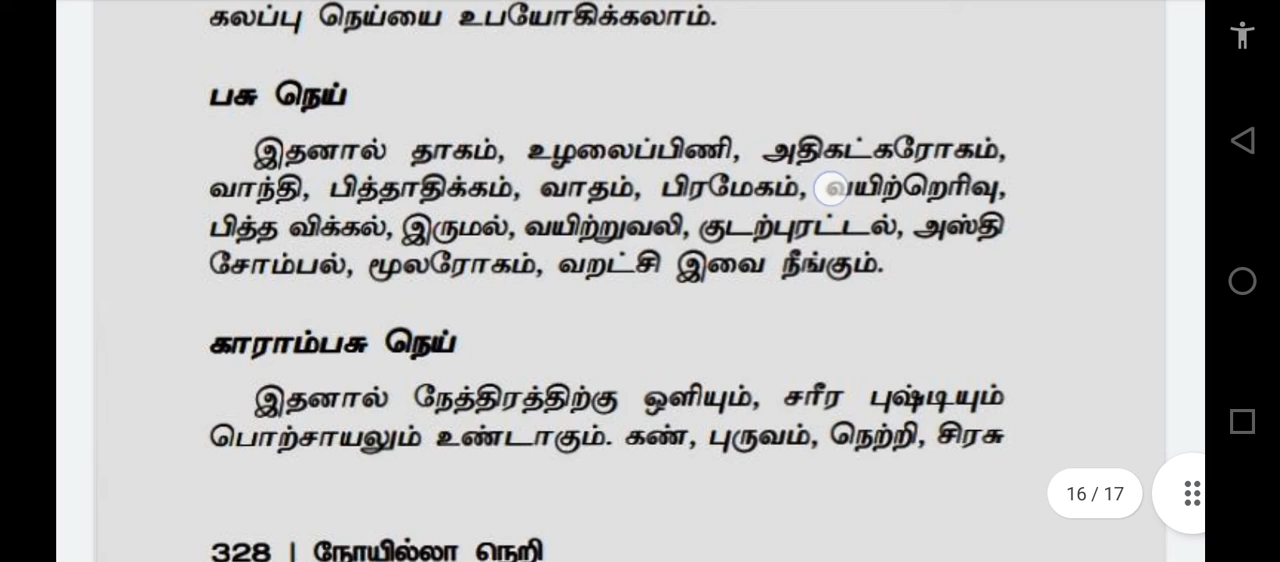 கலப்பு நெய்யை உபயோகிக்கலாம்.
பசு நெய்
இதனால் தாகம், உழலைப்பிணி, அதிகட்கரோகம்,
வாந்தி, பித்தாதிக்கம், வாதம், பிரமேகம், வயிற்றெரிவு,
பித்த விக்கல், இருமல், வயிற்றுவலி, குடற்புரட்டல், அஸ்தி
சோம்பல், மூலரோகம், வறட்சி இவை நீங்கும்.
காராம்பசு நெய்
இதனால் நேத்திரத்திற்கு ஒளியும், சரீர புஷ்டியும்
பொற்சாயலும் உண்டாகும். கண், புருவம், நெற்றி, சிரசு
16 / 17
328 | நோயில்லா நெறி